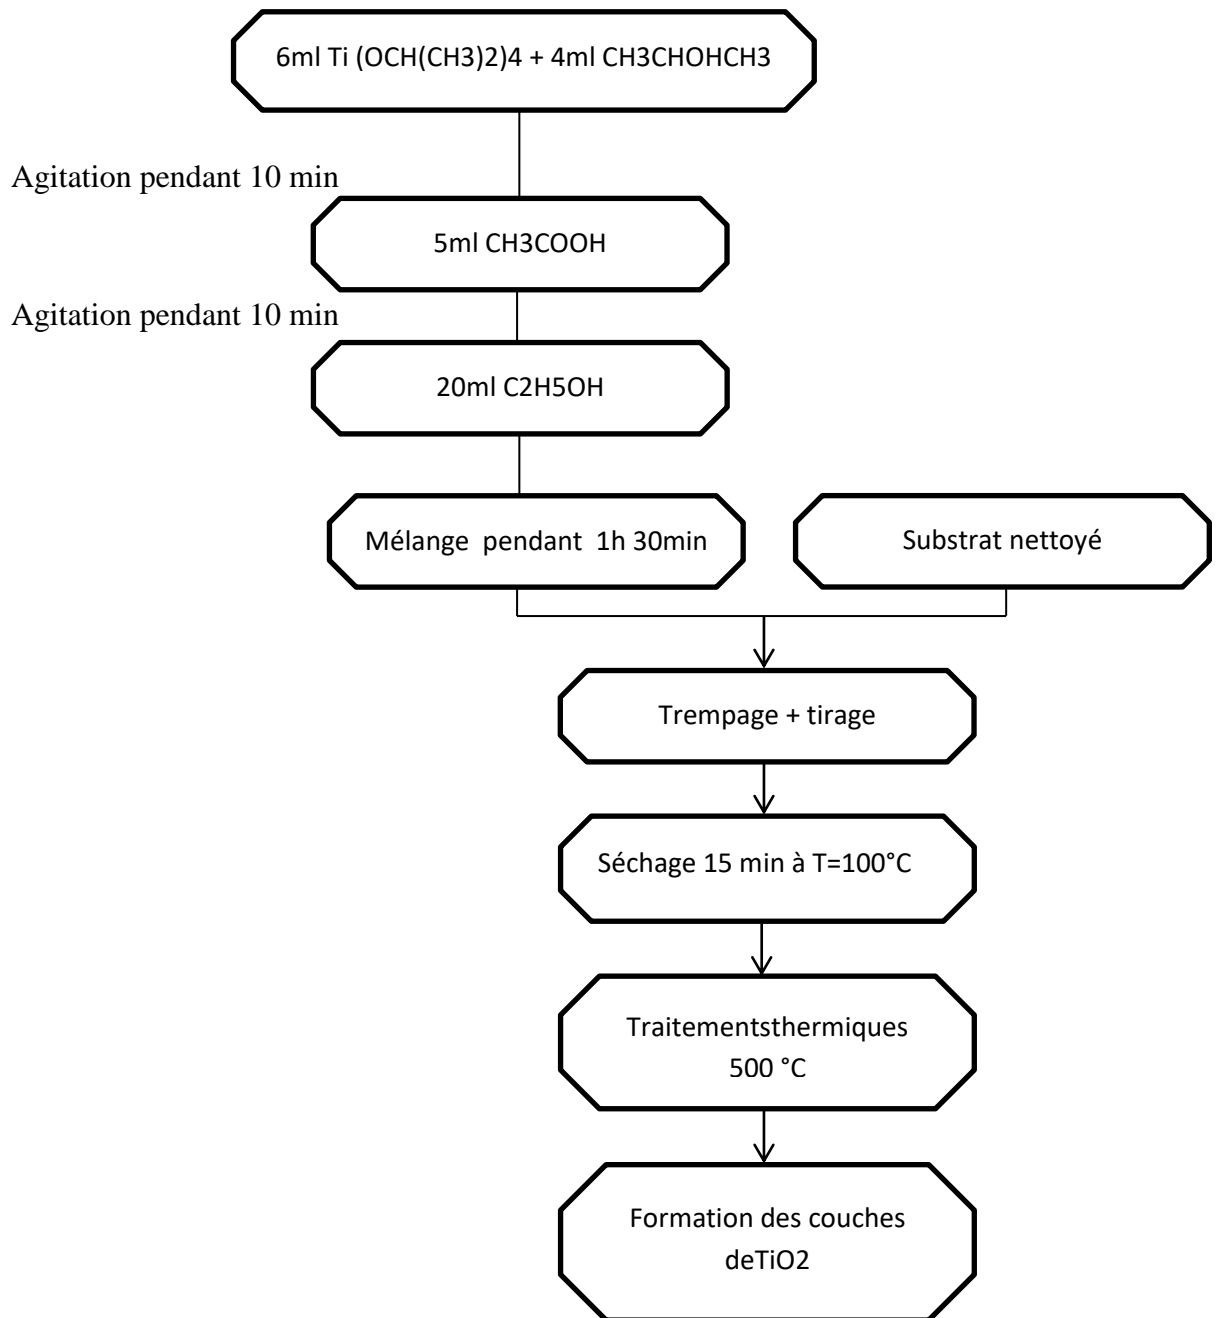 6ml Ti (OCH(CH3)2)4 + 4ml CH3CHOHCH3
Agitation pendant 10 min
5ml CH3COOH
Agitation pendant 10 min
20ml C2H5OH
Mélange pendant 1h 30min
Substrat nettoyé
Trempage + tirage
Séchage 15 min à T=100°C
Traitementsthermiques
500 °C
Formation des couches
deTiO2